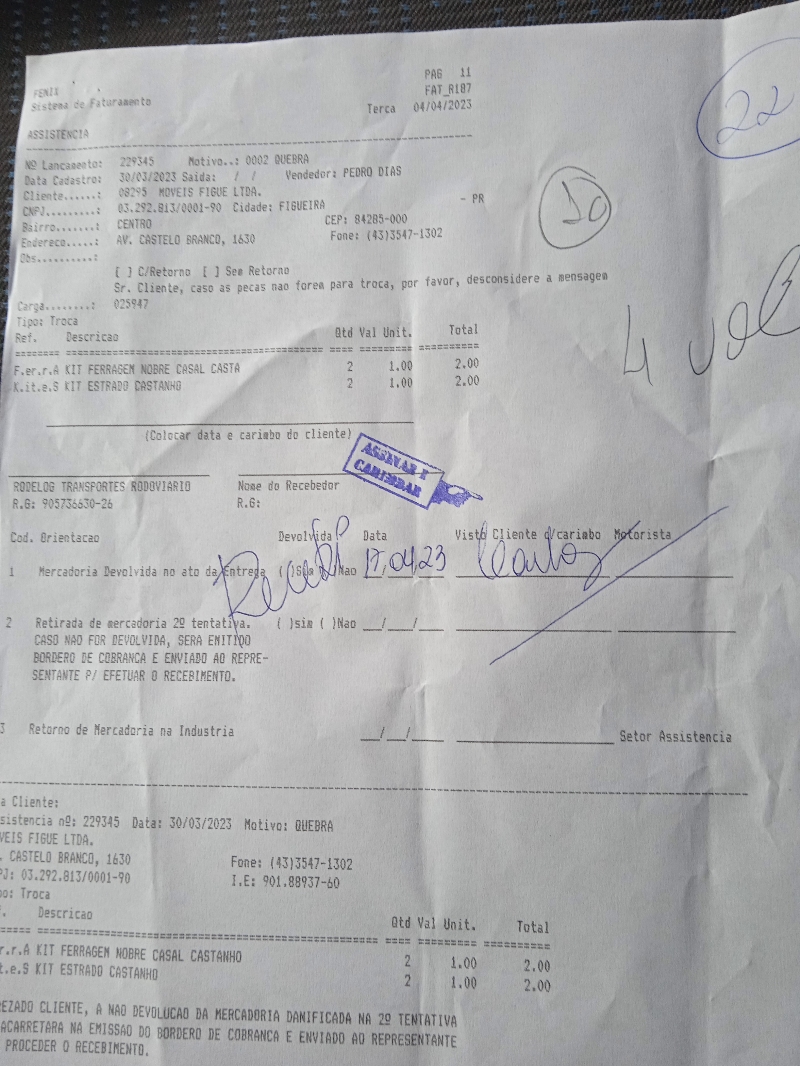 FENIX
PAG 11
Sistema de Faturamento
FAT_R187
Terca 04/04/2023
22
ASSISTENCIA
Nº Lancamento: 229345 Motivo..: 0002 QUEBRA
Data Cadastro: 30/03/2023 Saida: / / Vendedor: PEDRO DIAS
Cliente......: 08295 MOVEIS FIGUE LTDA.
CNPJ.........: 03.292.813/0001-90 Cidade: FIGUEIRA - PR
Bairro.......: CENTRO CEP: 84285-000
Endereco.....: AV. CASTELO BRANCO, 1630 Fone: (43)3547-1302
Obs..........:
[ ] C/Retorno [ ] Sem Retorno
Sr. Cliente, caso as pecas nao forem para troca, por favor, desconsidere a mensagem
Carga........: 025947
Tipo: Troca
4 vol
Ref. Descricao Qtd Val Unit. Total
======== ==================================== ==== ========= ==========
F.er.r.A KIT FERRAGEM NOBRE CASAL CASTA 2 1.00 2.00
K.it.e.S KIT ESTRADO CASTANHO 2 1.00 2.00
(Colocar data e carimbo do cliente)
ASSINAR E
CARIMBAR
RODELOG TRANSPORTES RODOVIARIO Nome do Recebedor
R.G: 905736630-26 R.G:
Cod. Orientacao Devolvida Data Visto Cliente c/carimbo Motorista
1 Mercadoria Devolvida no ato da Entrega ( )Sim ( )Nao 17,04,23
2 Retirada de mercadoria 2º tentativa. ( )sim ( )Nao __/__/__
CASO NAO FOR DEVOLVIDA, SERA EMITIDO
BORDERO DE COBRANCA E ENVIADO AO REPRE-
SENTANTE P/ EFETUAR O RECEBIMENTO.
3 Retorno de Mercadoria na Industria __/__/__ Setor Assistencia
a Cliente:
sistencia nº: 229345 Data: 30/03/2023 Motivo: QUEBRA
VEIS FIGUE LTDA.
. CASTELO BRANCO, 1630 Fone: (43)3547-1302
PJ: 03.292.813/0001-90 I.E: 901.88937-60
po: Troca
. Descricao Qtd Val Unit. Total
===== ==================================== ==== ========= ==========
r.r.A KIT FERRAGEM NOBRE CASAL CASTANHO 2 1.00 2.00
t.e.S KIT ESTRADO CASTANHO 2 1.00 2.00
EZADO CLIENTE, A NAO DEVOLUCAO DA MERCADORIA DANIFICADA NA 2º TENTATIVA
ACARRETARA NA EMISSAO DO BORDERO DE COBRANCA E ENVIADO AO REPRESENTANTE
PROCEDER O RECEBIMENTO.